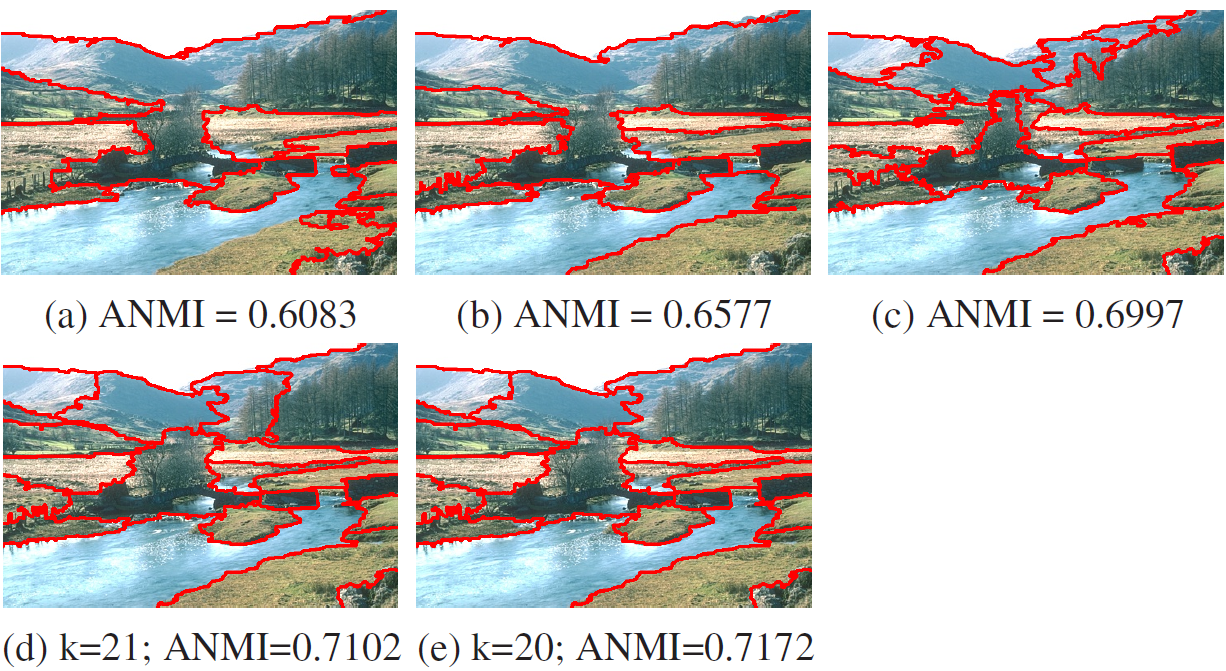 (a) ANMI = 0.6083
(b) ANMI = 0.6577
(c) ANMI = 0.6997
(d) k=21; ANMI=0.7102
(e) k=20; ANMI=0.7172